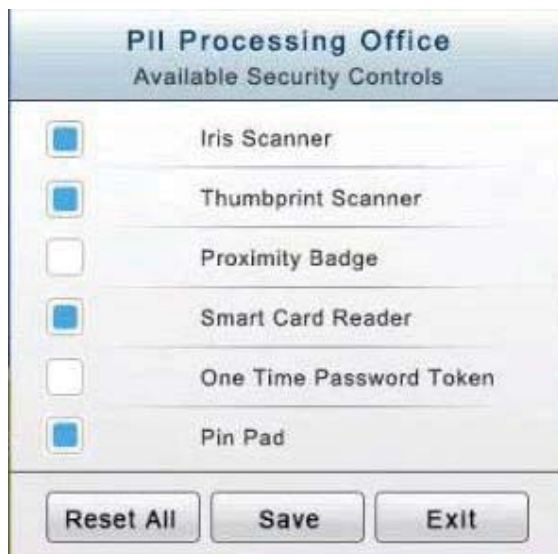 PII Processing Office
Available Security Controls
Iris Scanner
Thumbprint Scanner
Proximity Badge
Smart Card Reader
One Time Password Token
Pin Pad
Reset All Save Exit